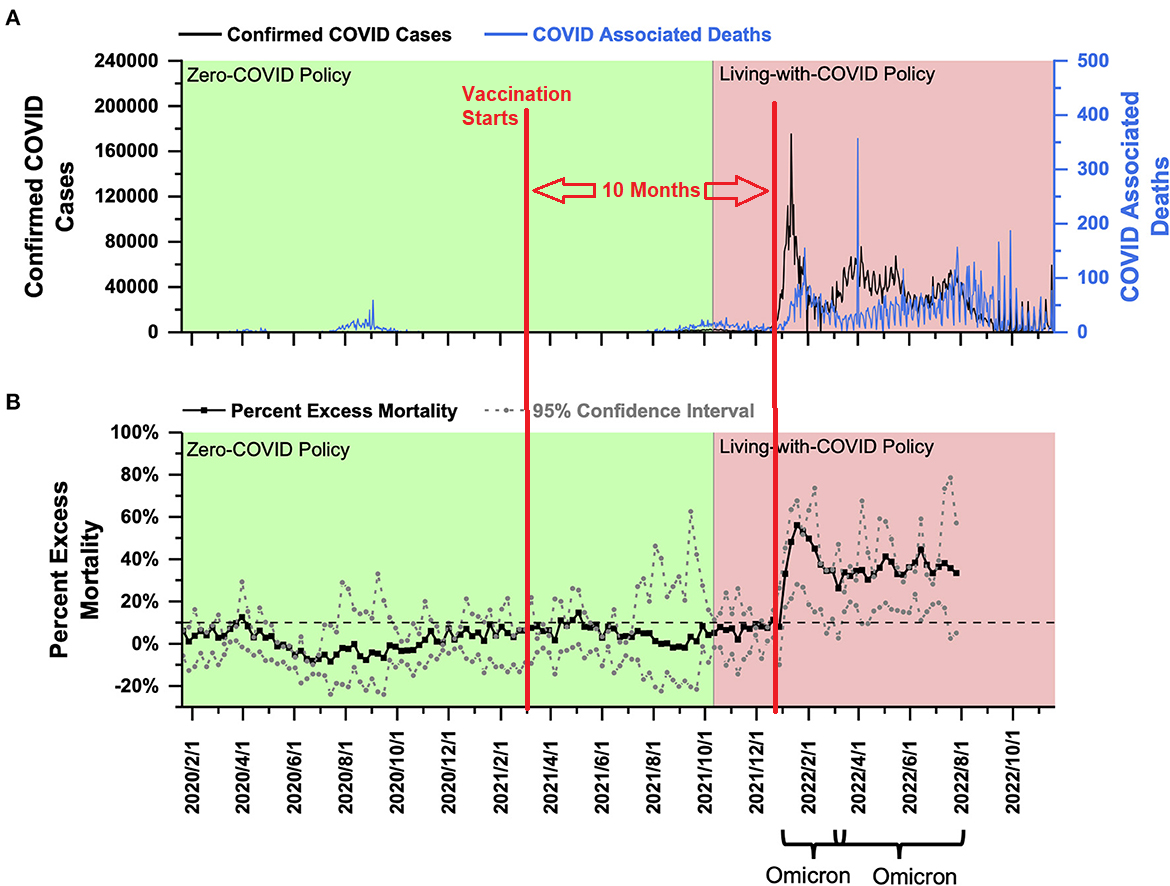 A
Confirmed COVID Cases
COVID Associated Deaths
240000
200000
160000
120000
80000
40000
0
Confirmed COVID
Cases
Zero-COVID Policy
Living-with-COVID Policy
Vaccination
Starts
10 Months
500
400
300
200
100
0
COVID Associated
Deaths
B
Percent Excess Mortality
95% Confidence Interval
100%
80%
60%
40%
20%
0%
-20%
Percent Excess
Mortality
Zero-COVID Policy
Living-with-COVID Policy
2020/2/1
2020/4/1
2020/6/1
2020/8/1
2020/10/1
2020/12/1
2021/2/1
2021/4/1
2021/6/1
2021/8/1
2021/10/1
2021/12/1
2022/2/1
2022/4/1
2022/6/1
2022/8/1
2022/10/1
Omicron
Omicron